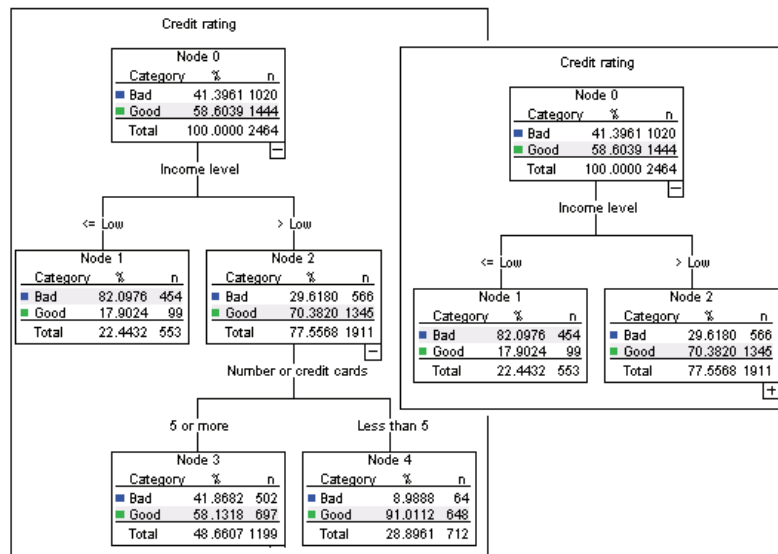 Credit rating
Node 0
Category % n
Bad 41.3961 1020
Good 58.6039 1444
Total 100.0000 2464
Income level
<= Low
> Low
Node 1
Category % n
Bad 82.0976 454
Good 17.9024 99
Total 22.4432 553
Node 2
Category % n
Bad 29.6180 566
Good 70.3820 1345
Total 77.5568 1911
Number or credit cards
5 or more
Less than 5
Node 3
Category % n
Bad 41.8682 502
Good 58.1318 697
Total 48.6607 1199
Node 4
Category % n
Bad 8.9888 64
Good 91.0112 648
Total 28.8961 712
Credit rating
Node 0
Category % n
Bad 41.3961 1020
Good 58.6039 1444
Total 100.0000 2464
Income level
<= Low
> Low
Node 1
Category % n
Bad 82.0976 454
Good 17.9024 99
Total 22.4432 553
Node 2
Category % n
Bad 29.6180 566
Good 70.3820 1345
Total 77.5568 1911